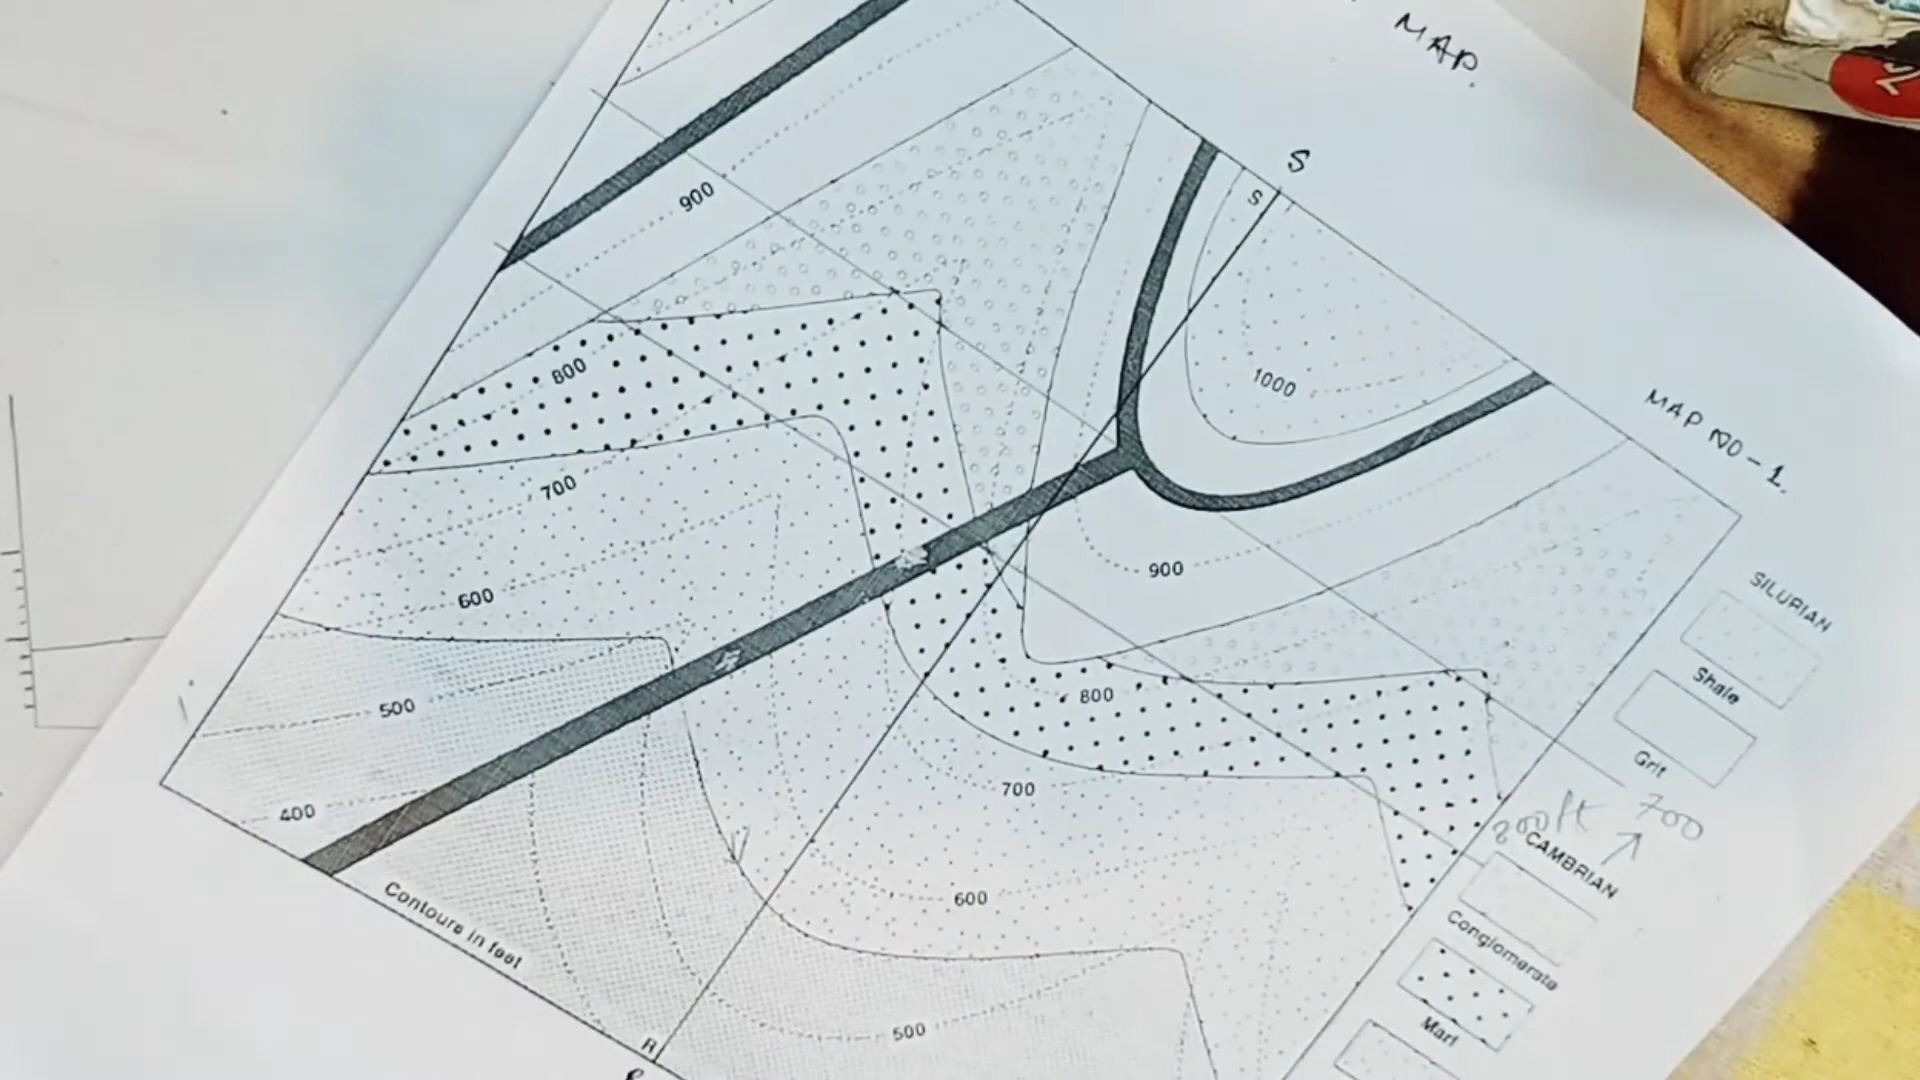 MAP
S
S
900
1000
MAP NO-1.
800
900
SILURIAN
700
800
Shale
600
Grit
500
700
200ft 700
CAMBRIAN
400
600
Conglomerate
Contours in feet
500
Marl
R